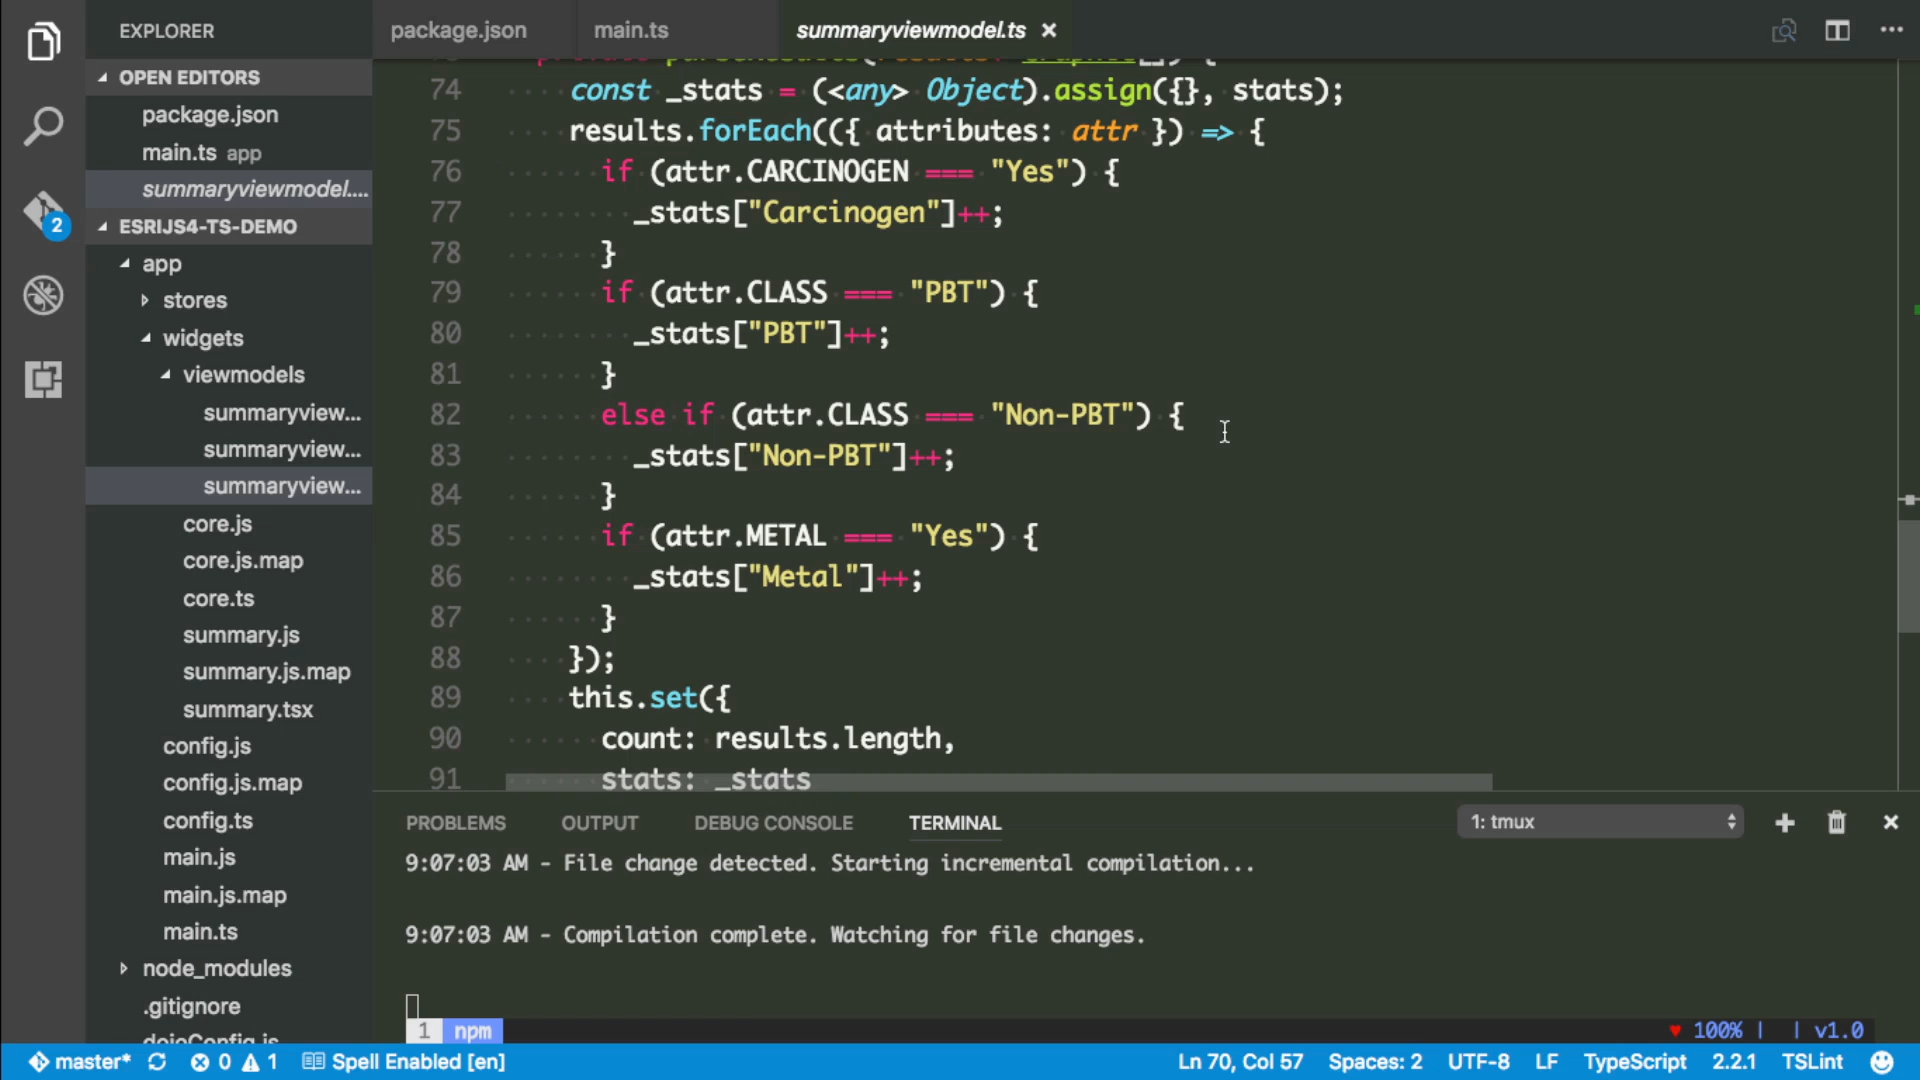 EXPLORER
OPEN EDITORS
package.json
main.ts app
summaryviewmodel....
ESRIJS4-TS-DEMO
app
stores
widgets
viewmodels
summaryview...
summaryview...
summaryview...
core.js
core.js.map
core.ts
summary.js
summary.js.map
summary.tsx
config.js
config.js.map
config.ts
main.js
main.js.map
main.ts
node_modules
.gitignore
dojoConfig.js
2
package.json main.ts summaryviewmodel.ts
74 const _stats = (<any> Object).assign({}, stats);
75 results.forEach(({ attributes: attr }) => {
76 if (attr.CARCINOGEN === "Yes") {
77 _stats["Carcinogen"]++;
78 }
79 if (attr.CLASS === "PBT") {
80 _stats["PBT"]++;
81 }
82 else if (attr.CLASS === "Non-PBT") {
83 _stats["Non-PBT"]++;
84 }
85 if (attr.METAL === "Yes") {
86 _stats["Metal"]++;
87 }
88 });
89 this.set({
90 count: results.length,
91 stats: _stats
PROBLEMS OUTPUT DEBUG CONSOLE TERMINAL 1: tmux
9:07:03 AM - File change detected. Starting incremental compilation...
9:07:03 AM - Compilation complete. Watching for file changes.
1 npm ♥ 100% | | v1.0
master* 0 1 Spell Enabled [en] Ln 70, Col 57 Spaces: 2 UTF-8 LF TypeScript 2.2.1 TSLint